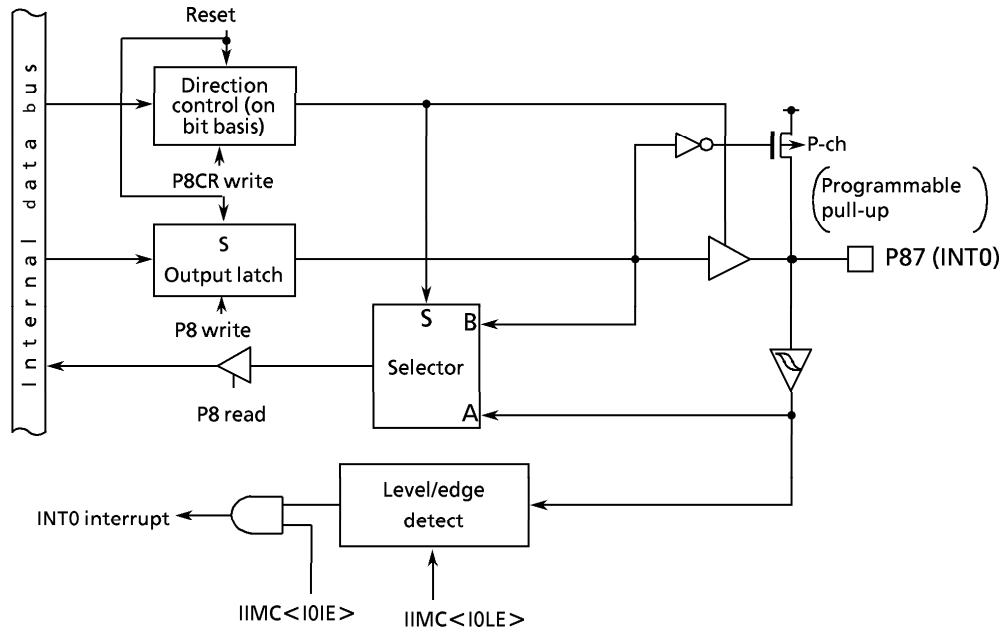 Reset
Internal data bus
Direction
control (on
bit basis)
P-ch
P8CR write
(Programmable
pull-up)
S
Output latch
P87 (INT0)
P8 write
S
B
Selector
P8 read
A
Level/edge
detect
INT0 interrupt
IIMC<I0IE>
IIMC<I0LE>